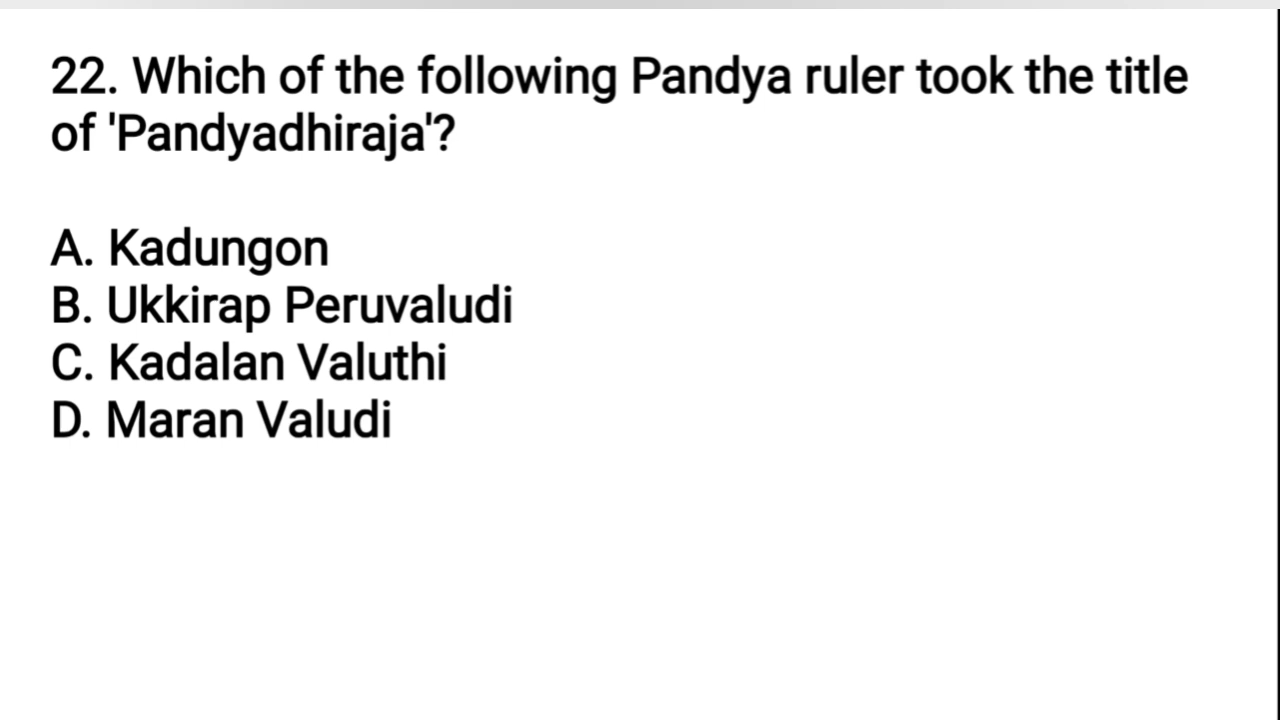 22. Which of the following Pandya ruler took the title
of 'Pandyadhiraja'?
A. Kadungon
B. Ukkirap Peruvaludi
C. Kadalan Valuthi
D. Maran Valudi